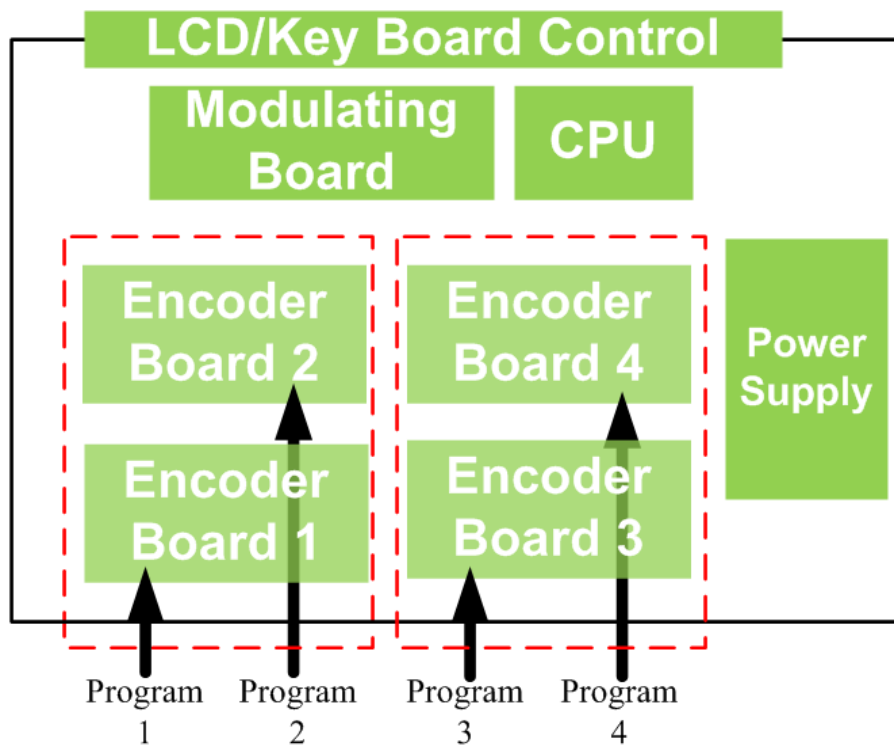 LCD/Key Board Control
Modulating
Board
CPU
Encoder
Board 2
Encoder
Board 4
Power
Supply
Encoder
Board 1
Encoder
Board 3
Program
1
Program
2
Program
3
Program
4